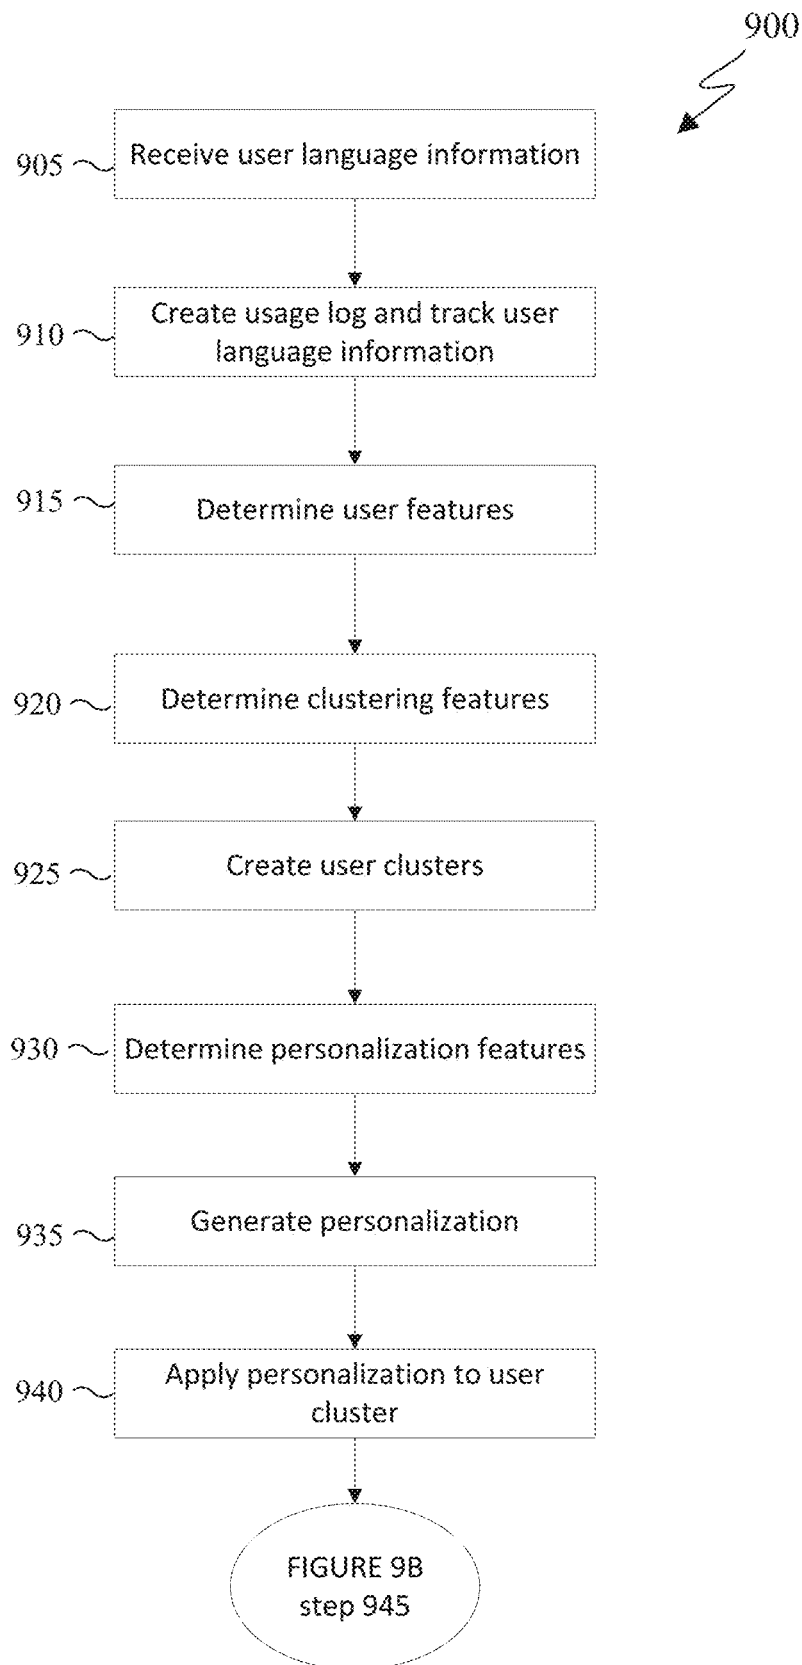 900
905
Receive user language information
910
Create usage log and track user
language information
915
Determine user features
920
Determine clustering features
925
Create user clusters
930
Determine personalization features
935
Generate personalization
940
Apply personalization to user
cluster
FIGURE 9B
step 945